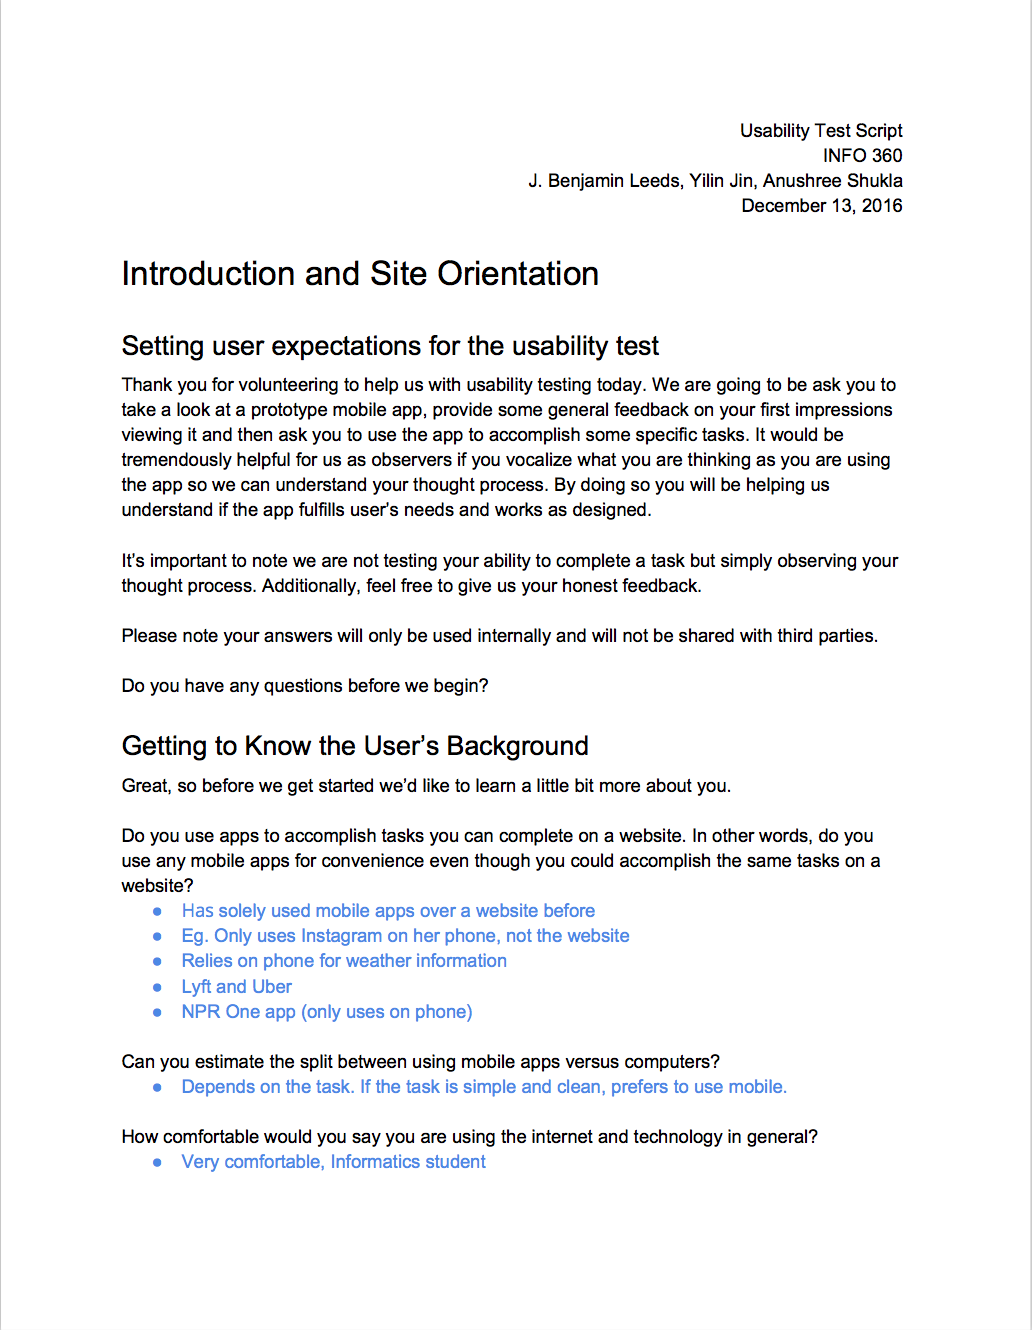 Usability Test Script
INFO 360
J. Benjamin Leeds, Yilin Jin, Anushree Shukla
December 13, 2016
Introduction and Site Orientation
Setting user expectations for the usability test
Thank you for volunteering to help us with usability testing today. We are going to be ask you to
take a look at a prototype mobile app, provide some general feedback on your first impressions
viewing it and then ask you to use the app to accomplish some specific tasks. It would be
tremendously helpful for us as observers if you vocalize what you are thinking as you are using
the app so we can understand your thought process. By doing so you will be helping us
understand if the app fulfills user’s needs and works as designed.
It’s important to note we are not testing your ability to complete a task but simply observing your
thought process. Additionally, feel free to give us your honest feedback.
Please note your answers will only be used internally and will not be shared with third parties.
Do you have any questions before we begin?
Getting to Know the User’s Background
Great, so before we get started we’d like to learn a little bit more about you.
Do you use apps to accomplish tasks you can complete on a website. In other words, do you
use any mobile apps for convenience even though you could accomplish the same tasks on a
website?
● Has solely used mobile apps over a website before
● Eg. Only uses Instagram on her phone, not the website
● Relies on phone for weather information
● Lyft and Uber
● NPR One app (only uses on phone)
Can you estimate the split between using mobile apps versus computers?
● Depends on the task. If the task is simple and clean, prefers to use mobile.
How comfortable would you say you are using the internet and technology in general?
● Very comfortable, Informatics student